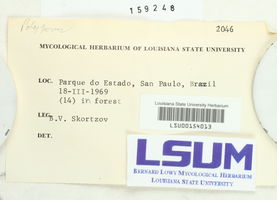 159248
Polyporus
2046
MYCOLOGICAL HERBARIUM OF LOUISIANA STATE UNIVERSITY
LOC. Parque do Estado, San Paulo, Brazil
18-III-1969
(14) in forest
Louisiana State University Herbarium
LSU00154013
LEG. B.V. Skortzov
DET.
LSUM
BERNARD LOWY MYCOLOGICAL HERBARIUM
LOUISIANA STATE UNIVERSITY